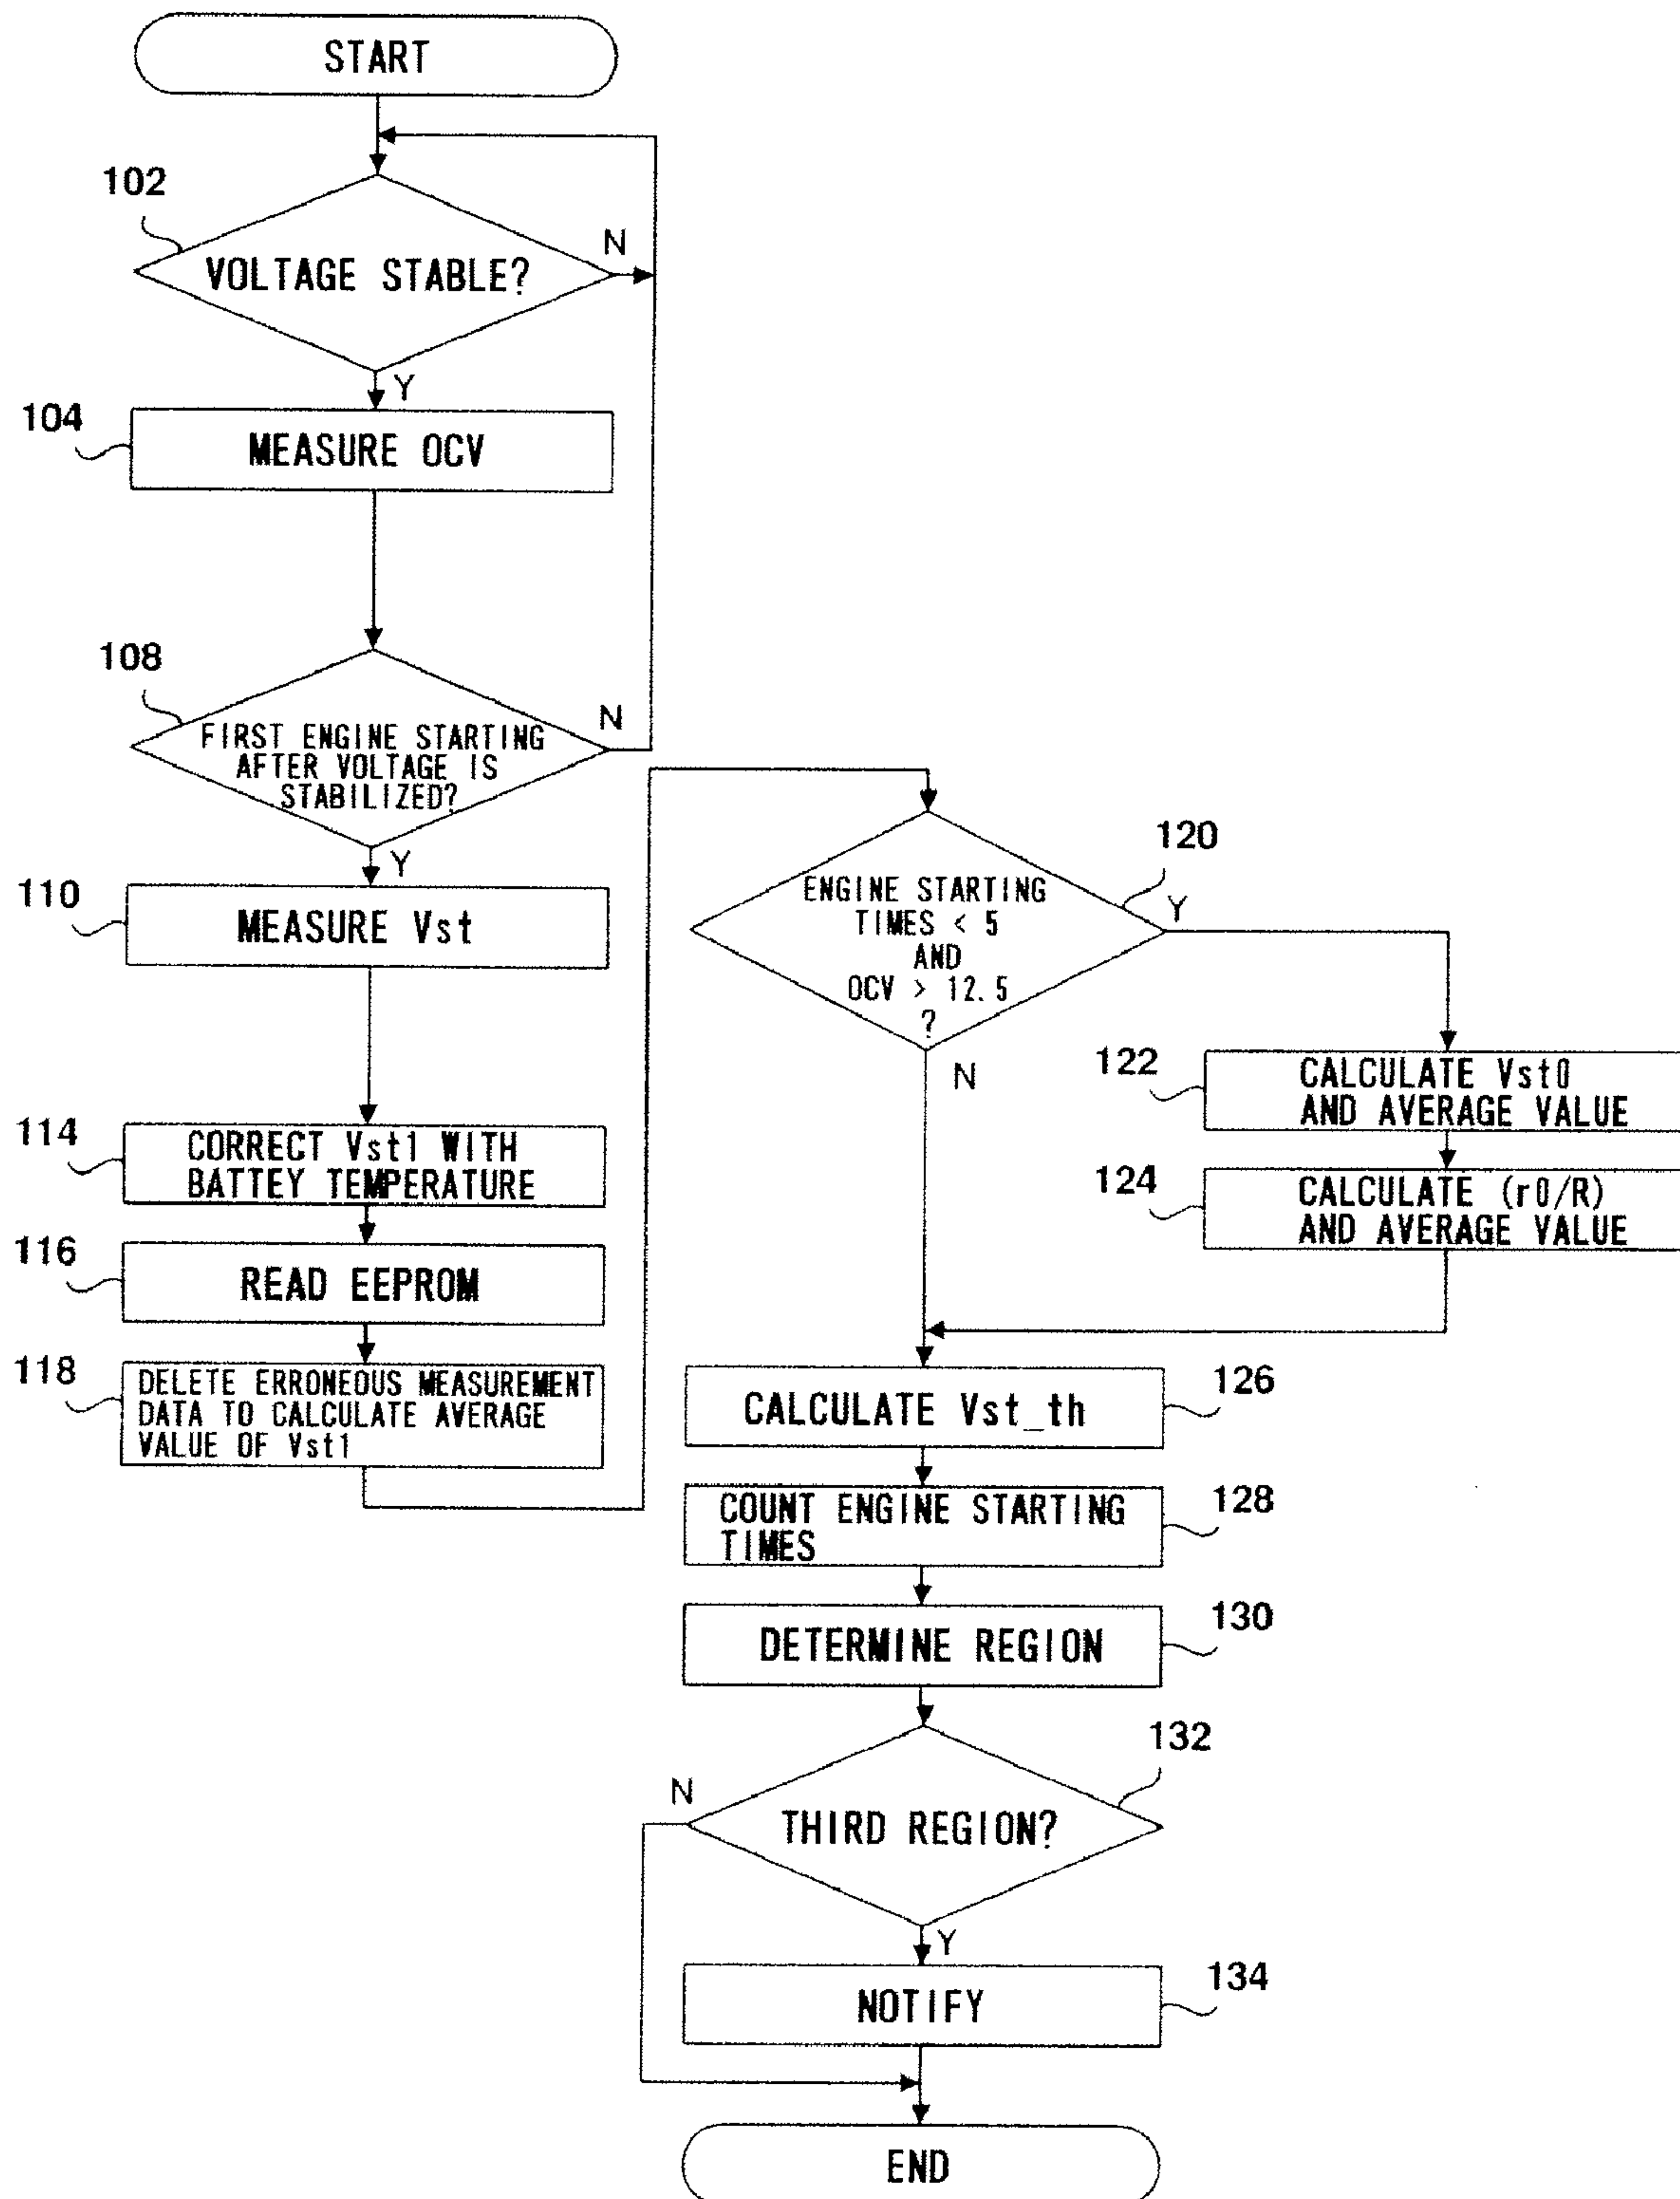 START
102
VOLTAGE STABLE?
N
Y
104
MEASURE OCV
108
FIRST ENGINE STARTING
AFTER VOLTAGE IS
STABILIZED?
N
Y
110
MEASURE Vst
114
CORRECT Vst1 WITH
BATTEY TEMPERATURE
116
READ EEPROM
118
DELETE ERRONEOUS MEASUREMENT
DATA TO CALCULATE AVERAGE
VALUE OF Vst1
120
ENGINE STARTING
TIMES < 5
AND
OCV > 12.5
?
Y
N
122
CALCULATE Vst0
AND AVERAGE VALUE
124
CALCULATE (r0/R)
AND AVERAGE VALUE
126
CALCULATE Vst_th
128
COUNT ENGINE STARTING
TIMES
130
DETERMINE REGION
132
THIRD REGION?
N
Y
134
NOTIFY
END